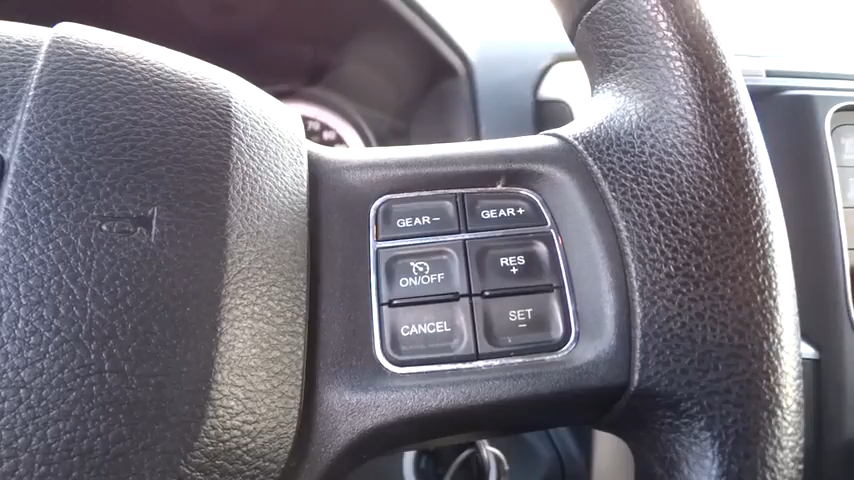 GEAR− GEAR+
ON/OFF
RES
+
CANCEL
SET
−